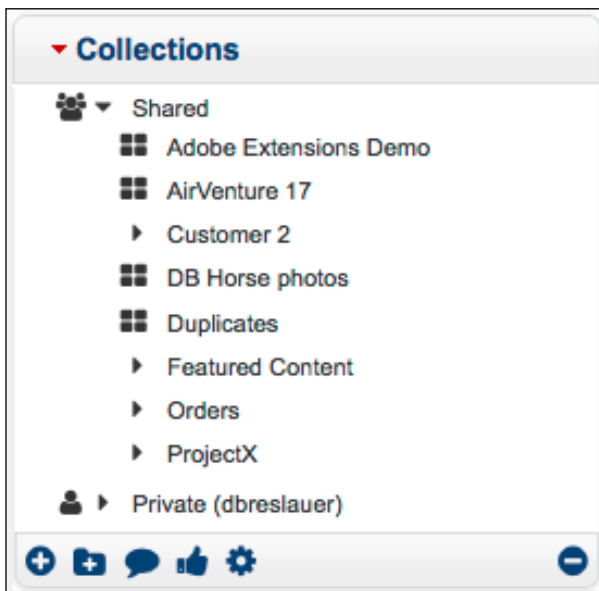 Collections
Shared
Adobe Extensions Demo
AirVenture 17
Customer 2
DB Horse photos
Duplicates
Featured Content
Orders
ProjectX
Private (dbreslauer)